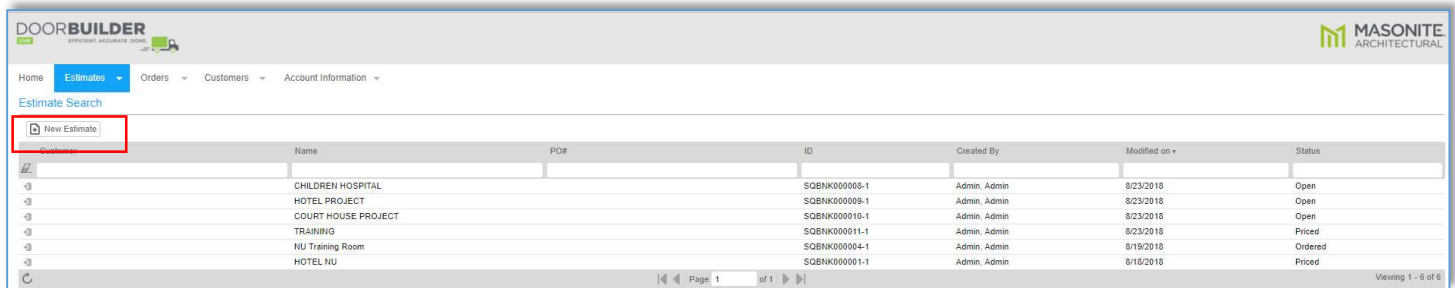 DOORBUILDER
LIVE EFFICIENT. ACCURATE. DONE.
MASONITE.
ARCHITECTURAL
Home Estimates Orders Customers Account Information
Estimate Search
New Estimate
Customer Name PO# ID Created By Modified on Status
CHILDREN HOSPITAL SQBNK000008-1 Admin, Admin 8/23/2018 Open
HOTEL PROJECT SQBNK000009-1 Admin, Admin 8/23/2018 Open
COURT HOUSE PROJECT SQBNK000010-1 Admin, Admin 8/23/2018 Open
TRAINING SQBNK000011-1 Admin, Admin 8/23/2018 Priced
NU Training Room SQBNK000004-1 Admin, Admin 8/19/2018 Ordered
HOTEL NU SQBNK000001-1 Admin, Admin 8/18/2018 Priced
Page 1 of 1 Viewing 1 - 6 of 6